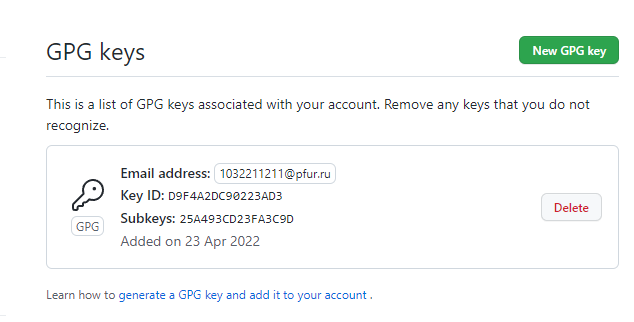 GPG keys
New GPG key
This is a list of GPG keys associated with your account. Remove any keys that you do not
recognize.
Email address: 1032211211@pfur.ru
Key ID: D9F4A2DC90223AD3
Subkeys: 25A493CD23FA3C9D
Added on 23 Apr 2022
GPG
Delete
Learn how to generate a GPG key and add it to your account .